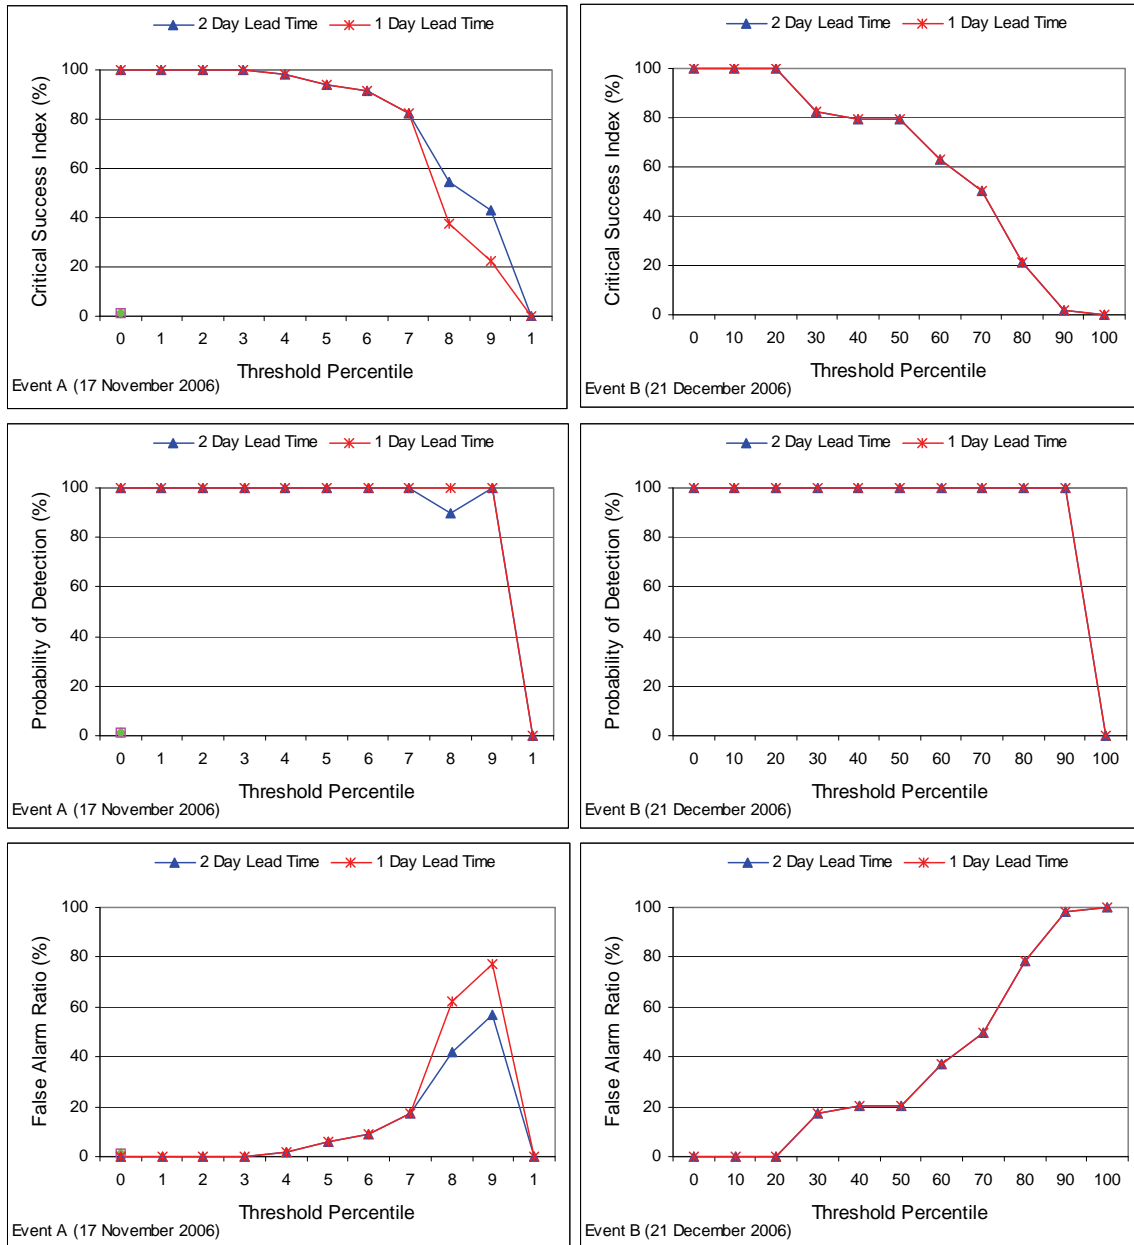 2 Day Lead Time 1 Day Lead Time
Critical Success Index (%)
100
80
60
40
20
0
0 1 2 3 4 5 6 7 8 9 1
Threshold Percentile
Event A (17 November 2006)
2 Day Lead Time 1 Day Lead Time
Critical Success Index (%)
100
80
60
40
20
0
0 10 20 30 40 50 60 70 80 90 100
Threshold Percentile
Event B (21 December 2006)
2 Day Lead Time 1 Day Lead Time
Probability of Detection (%)
100
80
60
40
20
0
0 1 2 3 4 5 6 7 8 9 1
Threshold Percentile
Event A (17 November 2006)
2 Day Lead Time 1 Day Lead Time
Probability of Detection (%)
100
80
60
40
20
0
0 10 20 30 40 50 60 70 80 90 100
Threshold Percentile
Event B (21 December 2006)
2 Day Lead Time 1 Day Lead Time
False Alarm Ratio (%)
100
80
60
40
20
0
0 1 2 3 4 5 6 7 8 9 1
Threshold Percentile
Event A (17 November 2006)
2 Day Lead Time 1 Day Lead Time
False Alarm Ratio (%)
100
80
60
40
20
0
0 10 20 30 40 50 60 70 80 90 100
Threshold Percentile
Event B (21 December 2006)